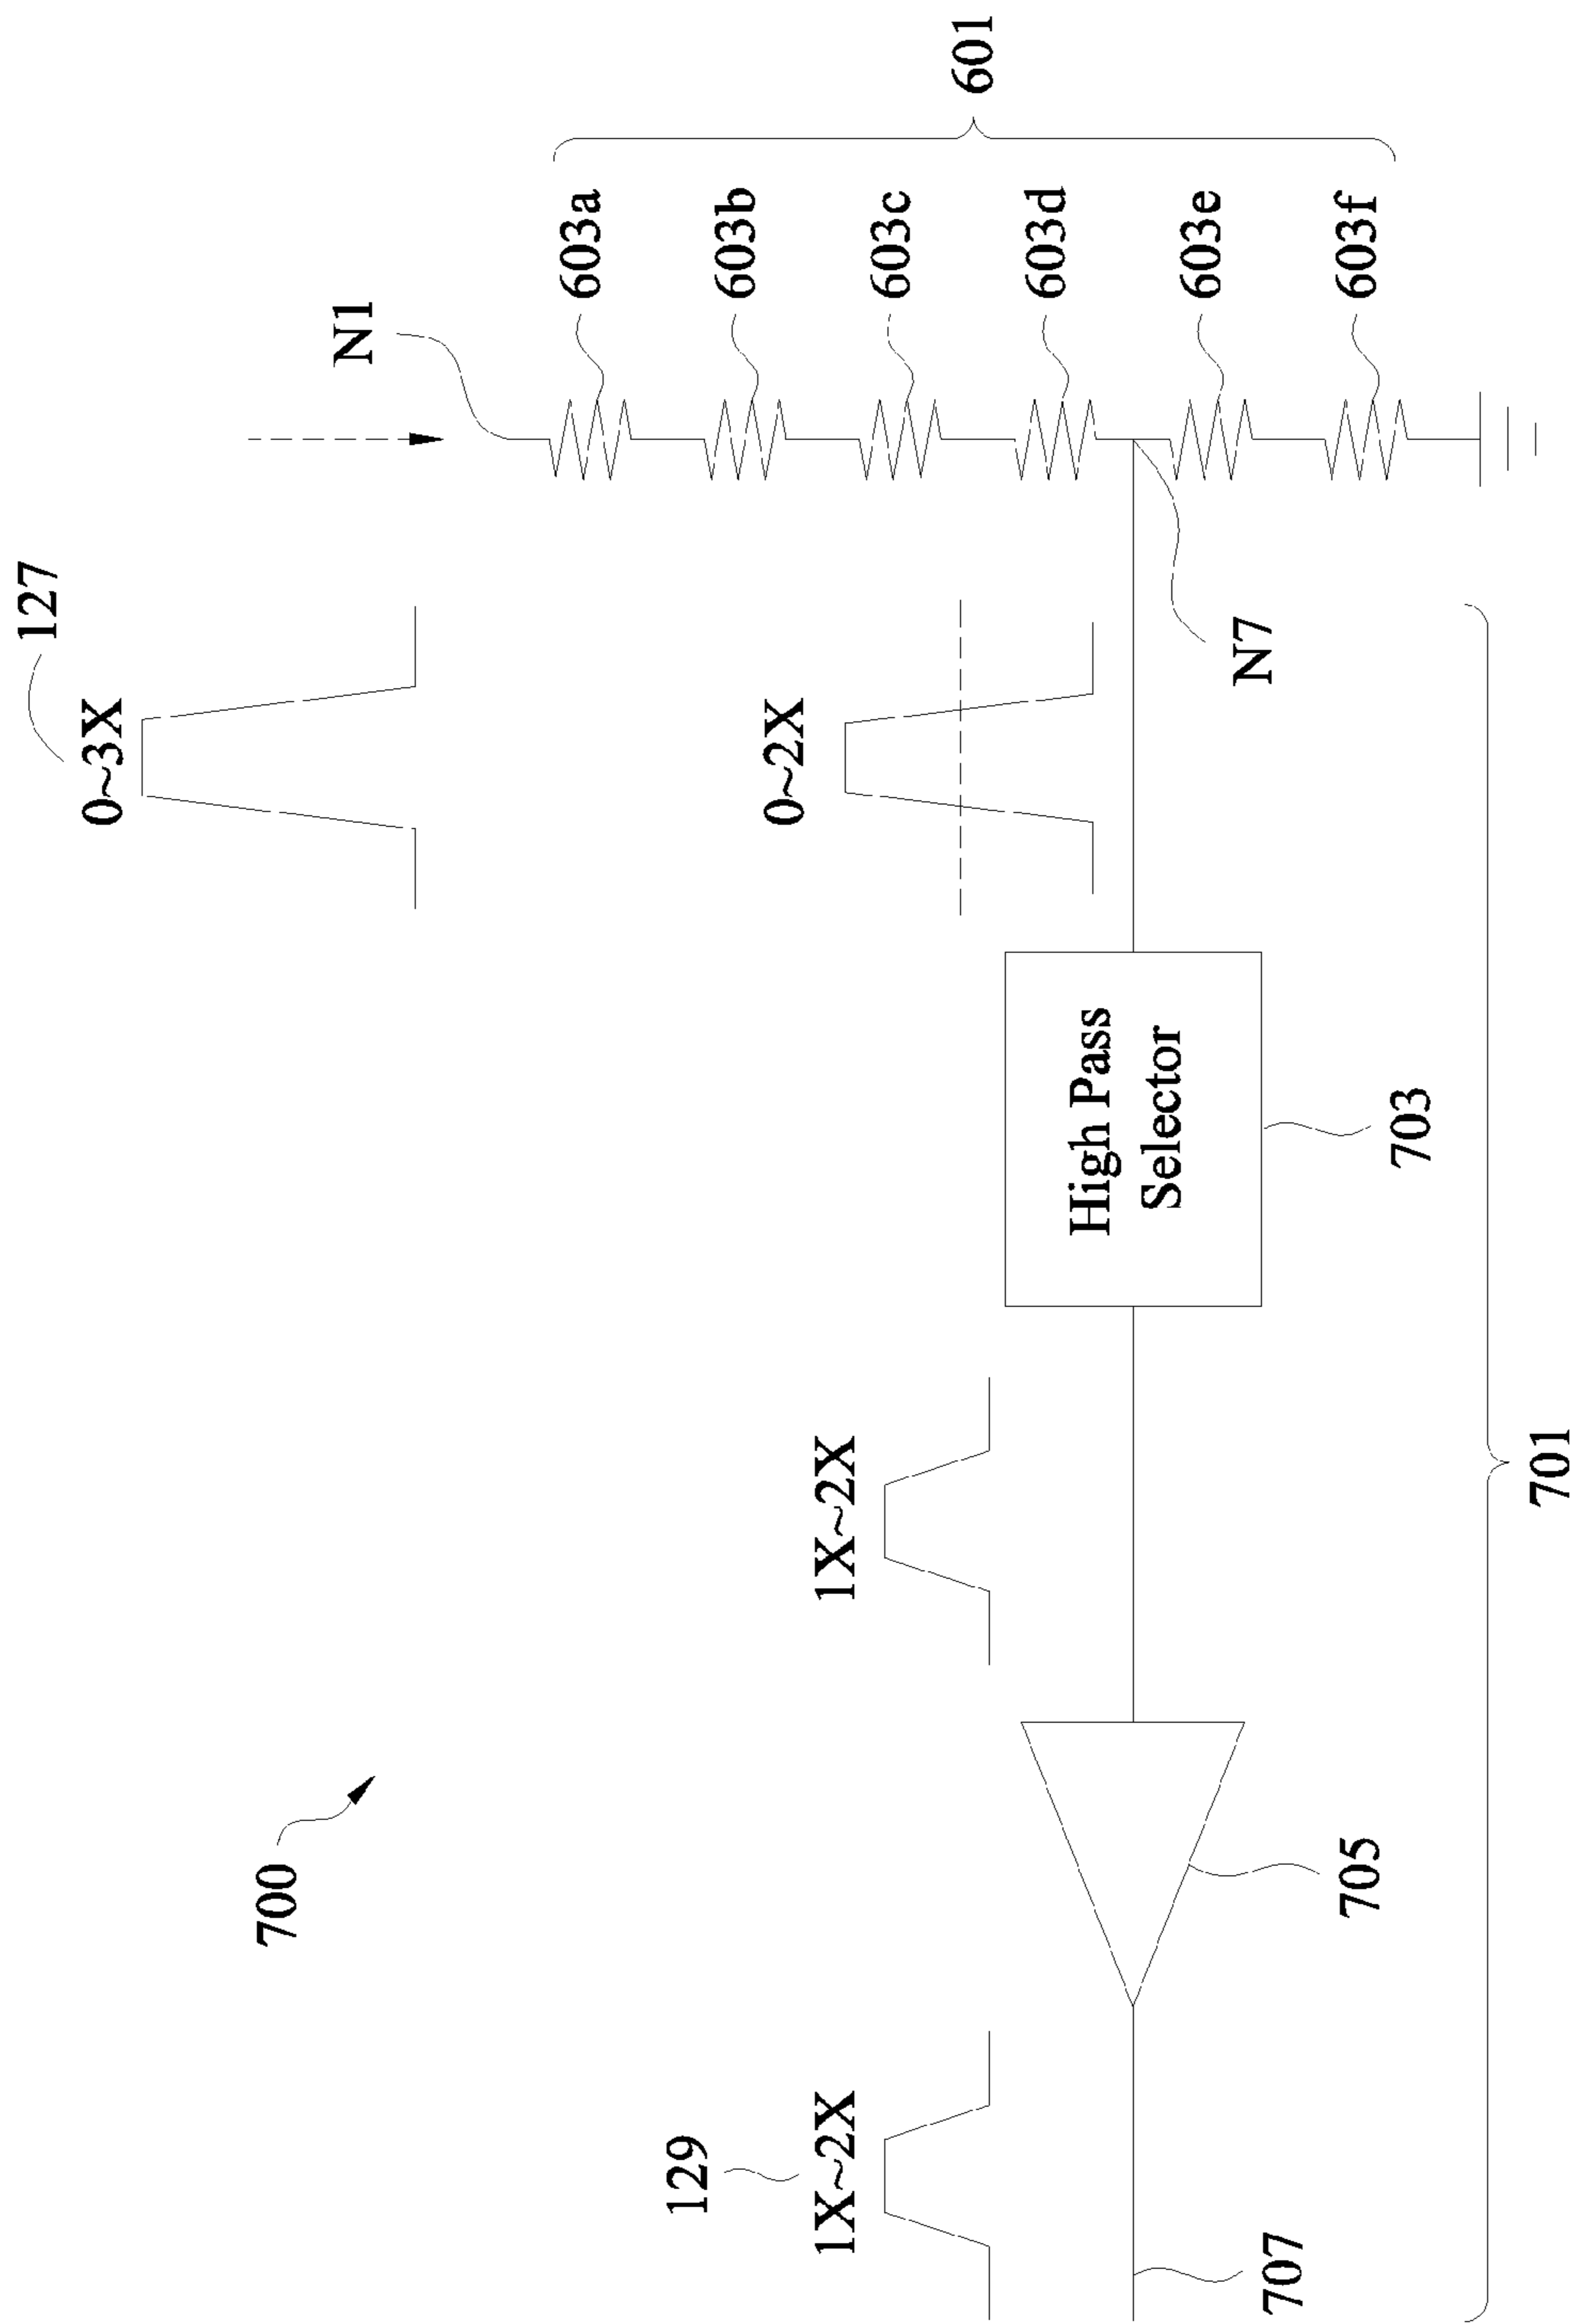 700
127
0~3X
N1
601
603a
603b
603c
603d
603e
603f
0~2X
N7
High Pass
Selector
703
1X~2X
705
129
1X~2X
707
701